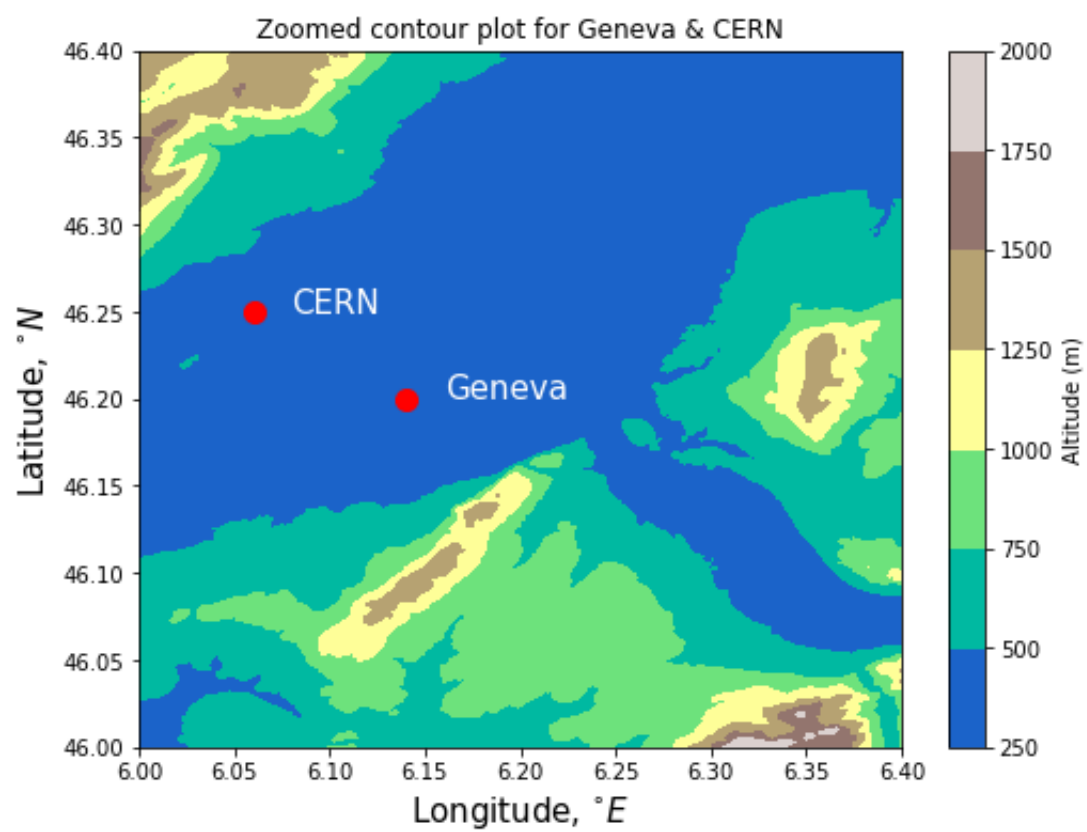 Zoomed contour plot for Geneva & CERN
46.40
46.35
46.30
46.25
46.20
46.15
46.10
46.05
46.00
Latitude, °N
CERN
Geneva
6.00 6.05 6.10 6.15 6.20 6.25 6.30 6.35 6.40
Longitude, °E
2000
1750
1500
1250
1000
750
500
250
Altitude (m)